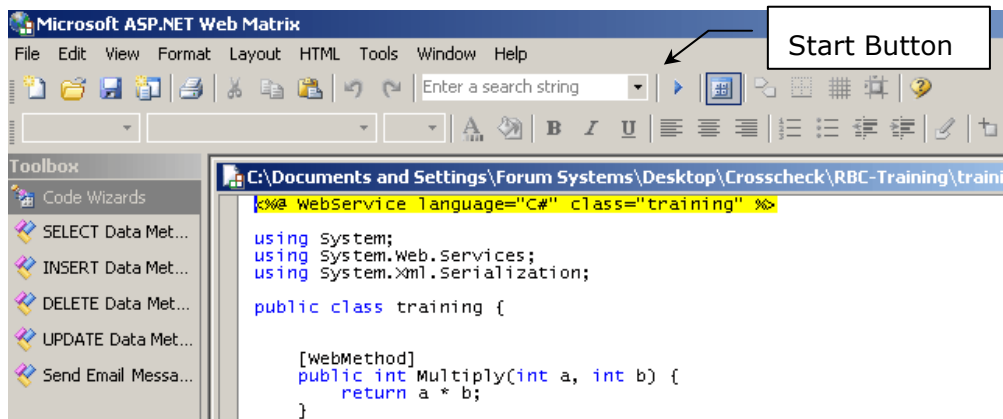 Microsoft ASP.NET Web Matrix
Start Button
File Edit View Format Layout HTML Tools Window Help
Enter a search string
A B I U
Toolbox
C:\Documents and Settings\Forum Systems\Desktop\Crosscheck\RBC-Training\traini
Code Wizards
<%@ WebService language="C#" class="training" %>
SELECT Data Met...
using System;
using System.Web.Services;
INSERT Data Met...
using System.Xml.Serialization;
DELETE Data Met...
public class training {
UPDATE Data Met...
[WebMethod]
Send Email Messa...
public int Multiply(int a, int b) {
return a * b;
}